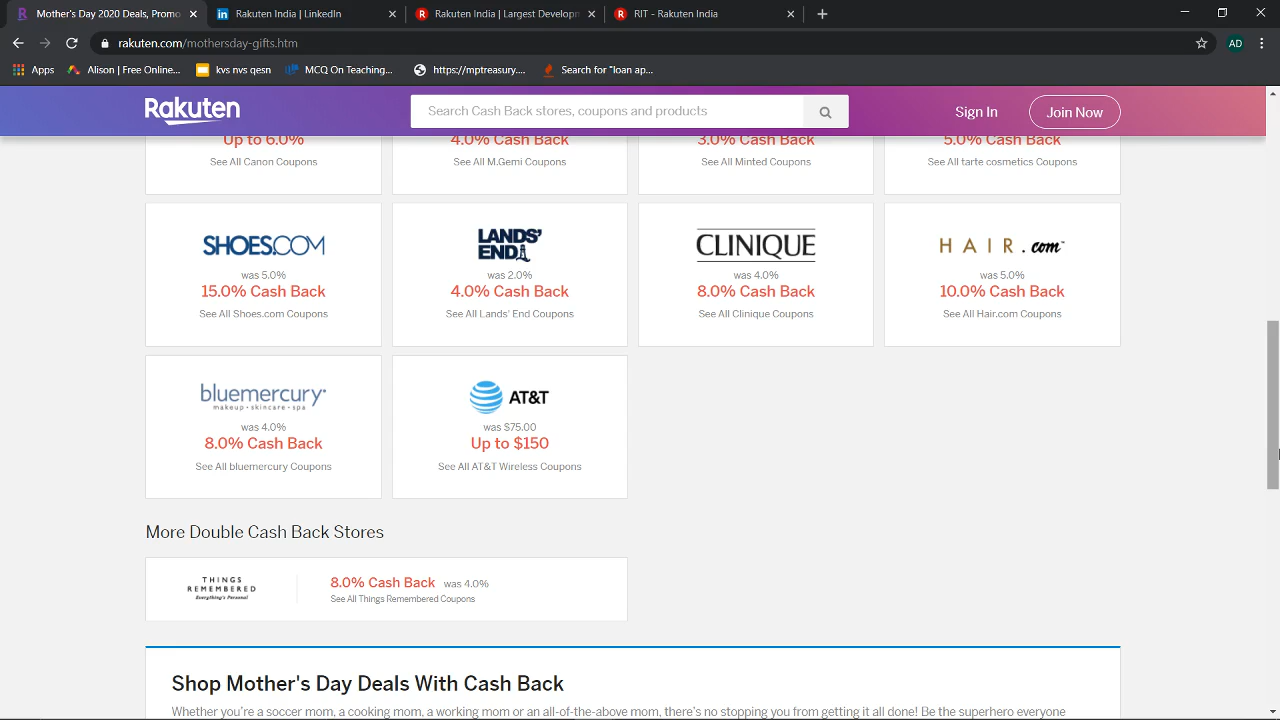 Mother's Day 2020 Deals, Promo
Rakuten India | LinkedIn
Rakuten India | Largest Developm
RIT - Rakuten India
rakuten.com/mothersday-gifts.htm
AD
Apps
Alison | Free Online...
kvs nvs qesn
MCQ On Teaching...
https://mptreasury....
Search for "loan ap...
Rakuten
Search Cash Back stores, coupons and products
Sign In
Join Now
Up to 6.0%
4.0% Cash Back
3.0% Cash Back
5.0% Cash Back
See All Canon Coupons
See All M.Gemi Coupons
See All Minted Coupons
See All tarte cosmetics Coupons
SHOES.COM
was 5.0%
15.0% Cash Back
See All Shoes.com Coupons
LANDS'
END
was 2.0%
4.0% Cash Back
See All Lands' End Coupons
CLINIQUE
was 4.0%
8.0% Cash Back
See All Clinique Coupons
HAIR.com
was 5.0%
10.0% Cash Back
See All Hair.com Coupons
bluemercury
makeup • skincare • spa
was 4.0%
8.0% Cash Back
See All bluemercury Coupons
AT&T
was $75.00
Up to $150
See All AT&T Wireless Coupons
More Double Cash Back Stores
THINGS
REMEMBERED
Everything's Personal
8.0% Cash Back was 4.0%
See All Things Remembered Coupons
Shop Mother's Day Deals With Cash Back
Whether you're a soccer mom, a cooking mom, a working mom or an all-of-the-above mom, there's no stopping you from getting it all done! Be the superhero everyone